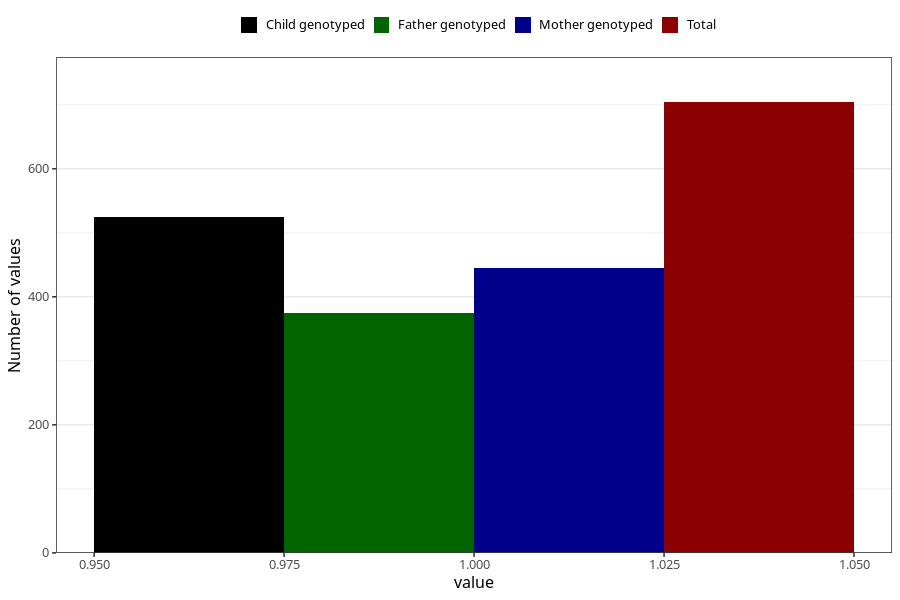 Child genotyped Father genotyped Mother genotyped Total
Number of values
600
400
200
0
0.950 0.975 1.000 1.025 1.050
value